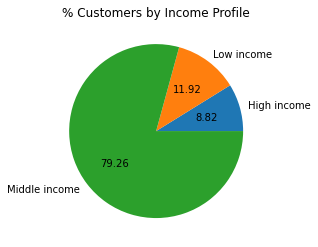 % Customers by Income Profile
Low income
11.92
High income
8.82
79.26
Middle income